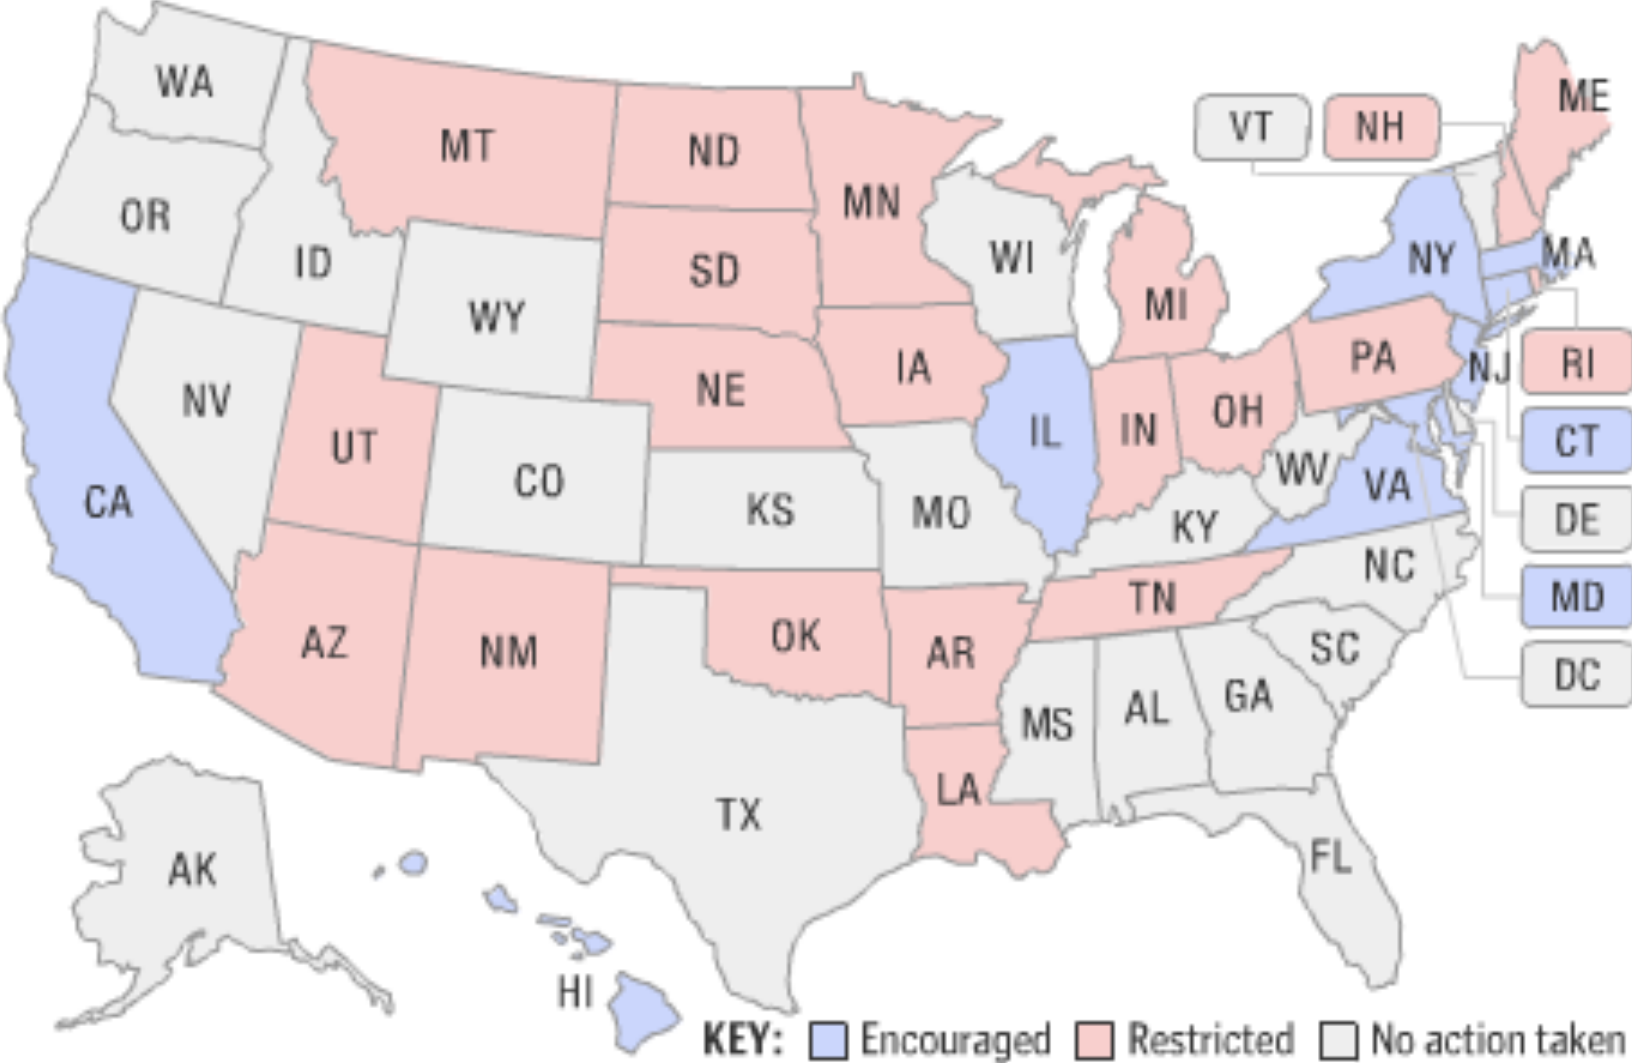 WA
MT
ND
MN
VT
NH
ME
OR
ID
SD
WI
NY
MA
WY
MI
NV
NE
IA
PA
NJ
RI
UT
IL
IN
OH
CT
CA
CO
KS
MO
WV
VA
KY
DE
NC
AZ
NM
OK
AR
TN
MD
SC
DC
MS
AL
GA
TX
LA
AK
FL
HI
KEY: Encouraged Restricted No action taken